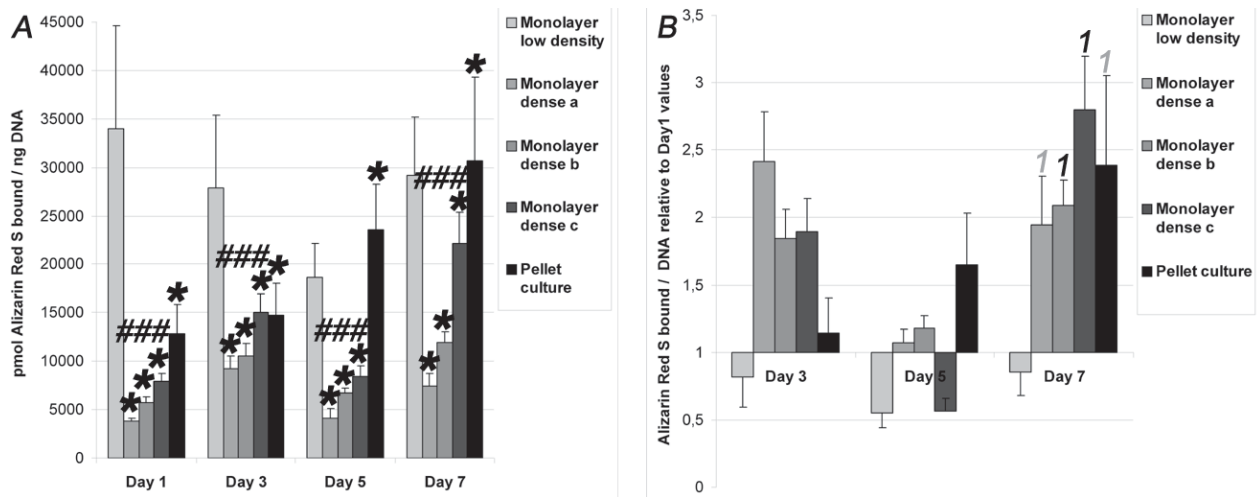 A
pmol Alizarin Red S bound / ng DNA
45000
40000
35000
30000
25000
20000
15000
10000
5000
0
###
* * * *
###
* * * *
###
* * * *
###
* * * *
Day 1 Day 3 Day 5 Day 7
Monolayer
low density
Monolayer
dense a
Monolayer
dense b
Monolayer
dense c
Pellet
culture
B
Alizarin Red S bound / DNA relative to Day1 values
3,5
3
2,5
2
1,5
1
0,5
0
1 1 1 1
Day 3 Day 5 Day 7
Monolayer
low density
Monolayer
dense a
Monolayer
dense b
Monolayer
dense c
Pellet culture